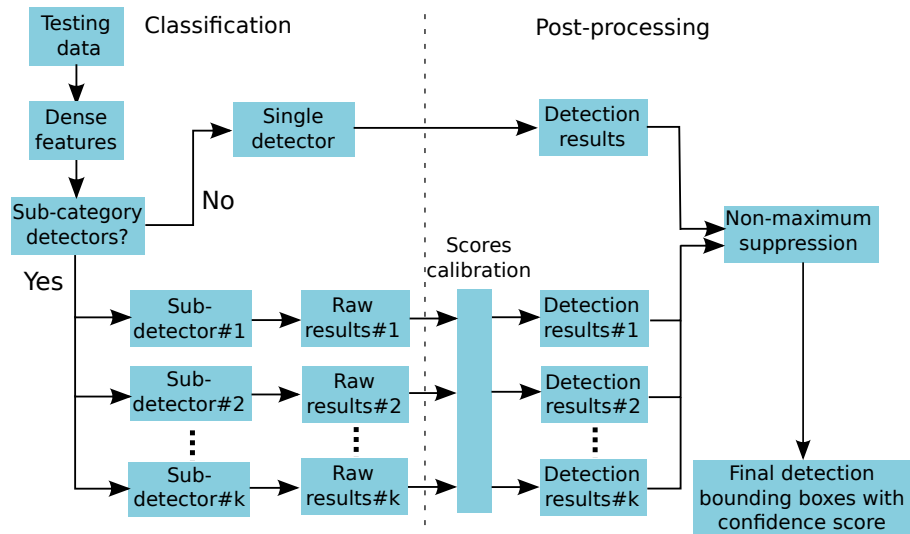 Testing
data
Classification
Post-processing
Dense
features
Single
detector
Detection
results
No
Sub-category
detectors?
Non-maximum
suppression
Yes
Scores
calibration
Sub-
detector#1
Raw
results#1
Detection
results#1
Sub-
detector#2
Raw
results#2
Detection
results#2
Sub-
detector#k
Raw
results#k
Detection
results#k
Final detection
bounding boxes with
confidence score